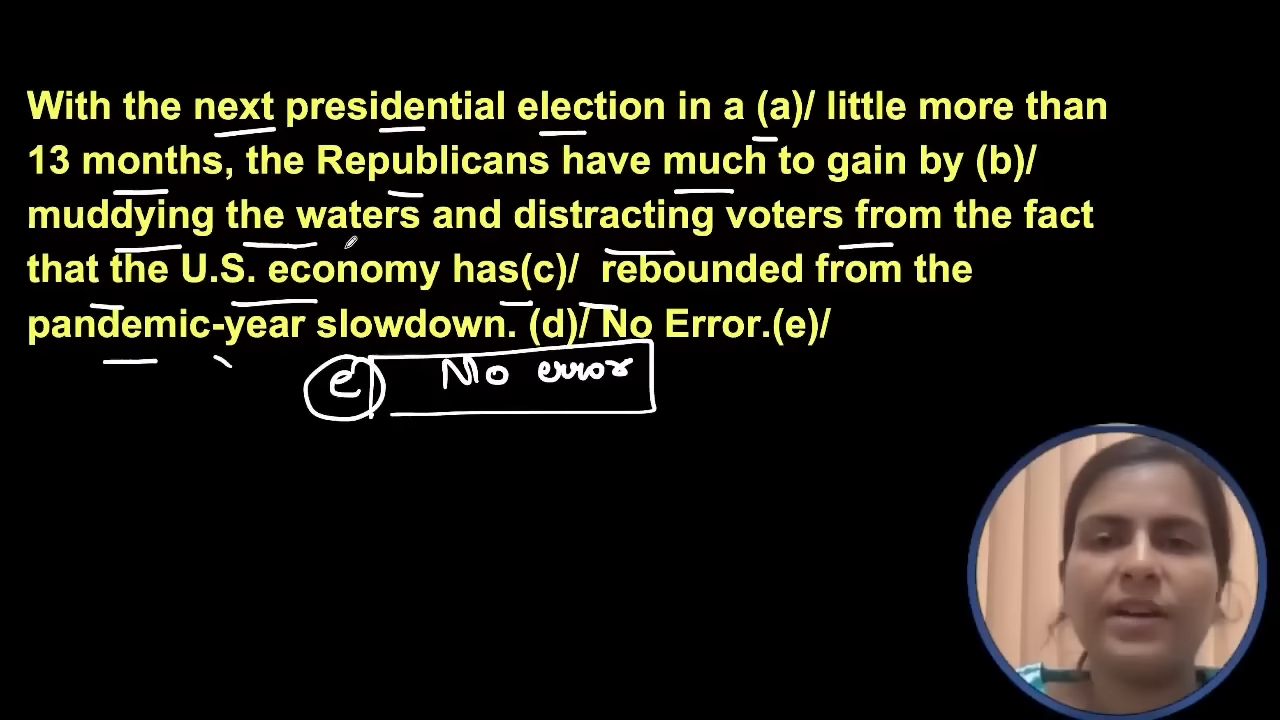 With the next presidential election in a (a)/ little more than
13 months, the Republicans have much to gain by (b)/
muddying the waters and distracting voters from the fact
that the U.S. economy has(c)/ rebounded from the
pandemic-year slowdown. (d)/ No Error.(e)/
e No error